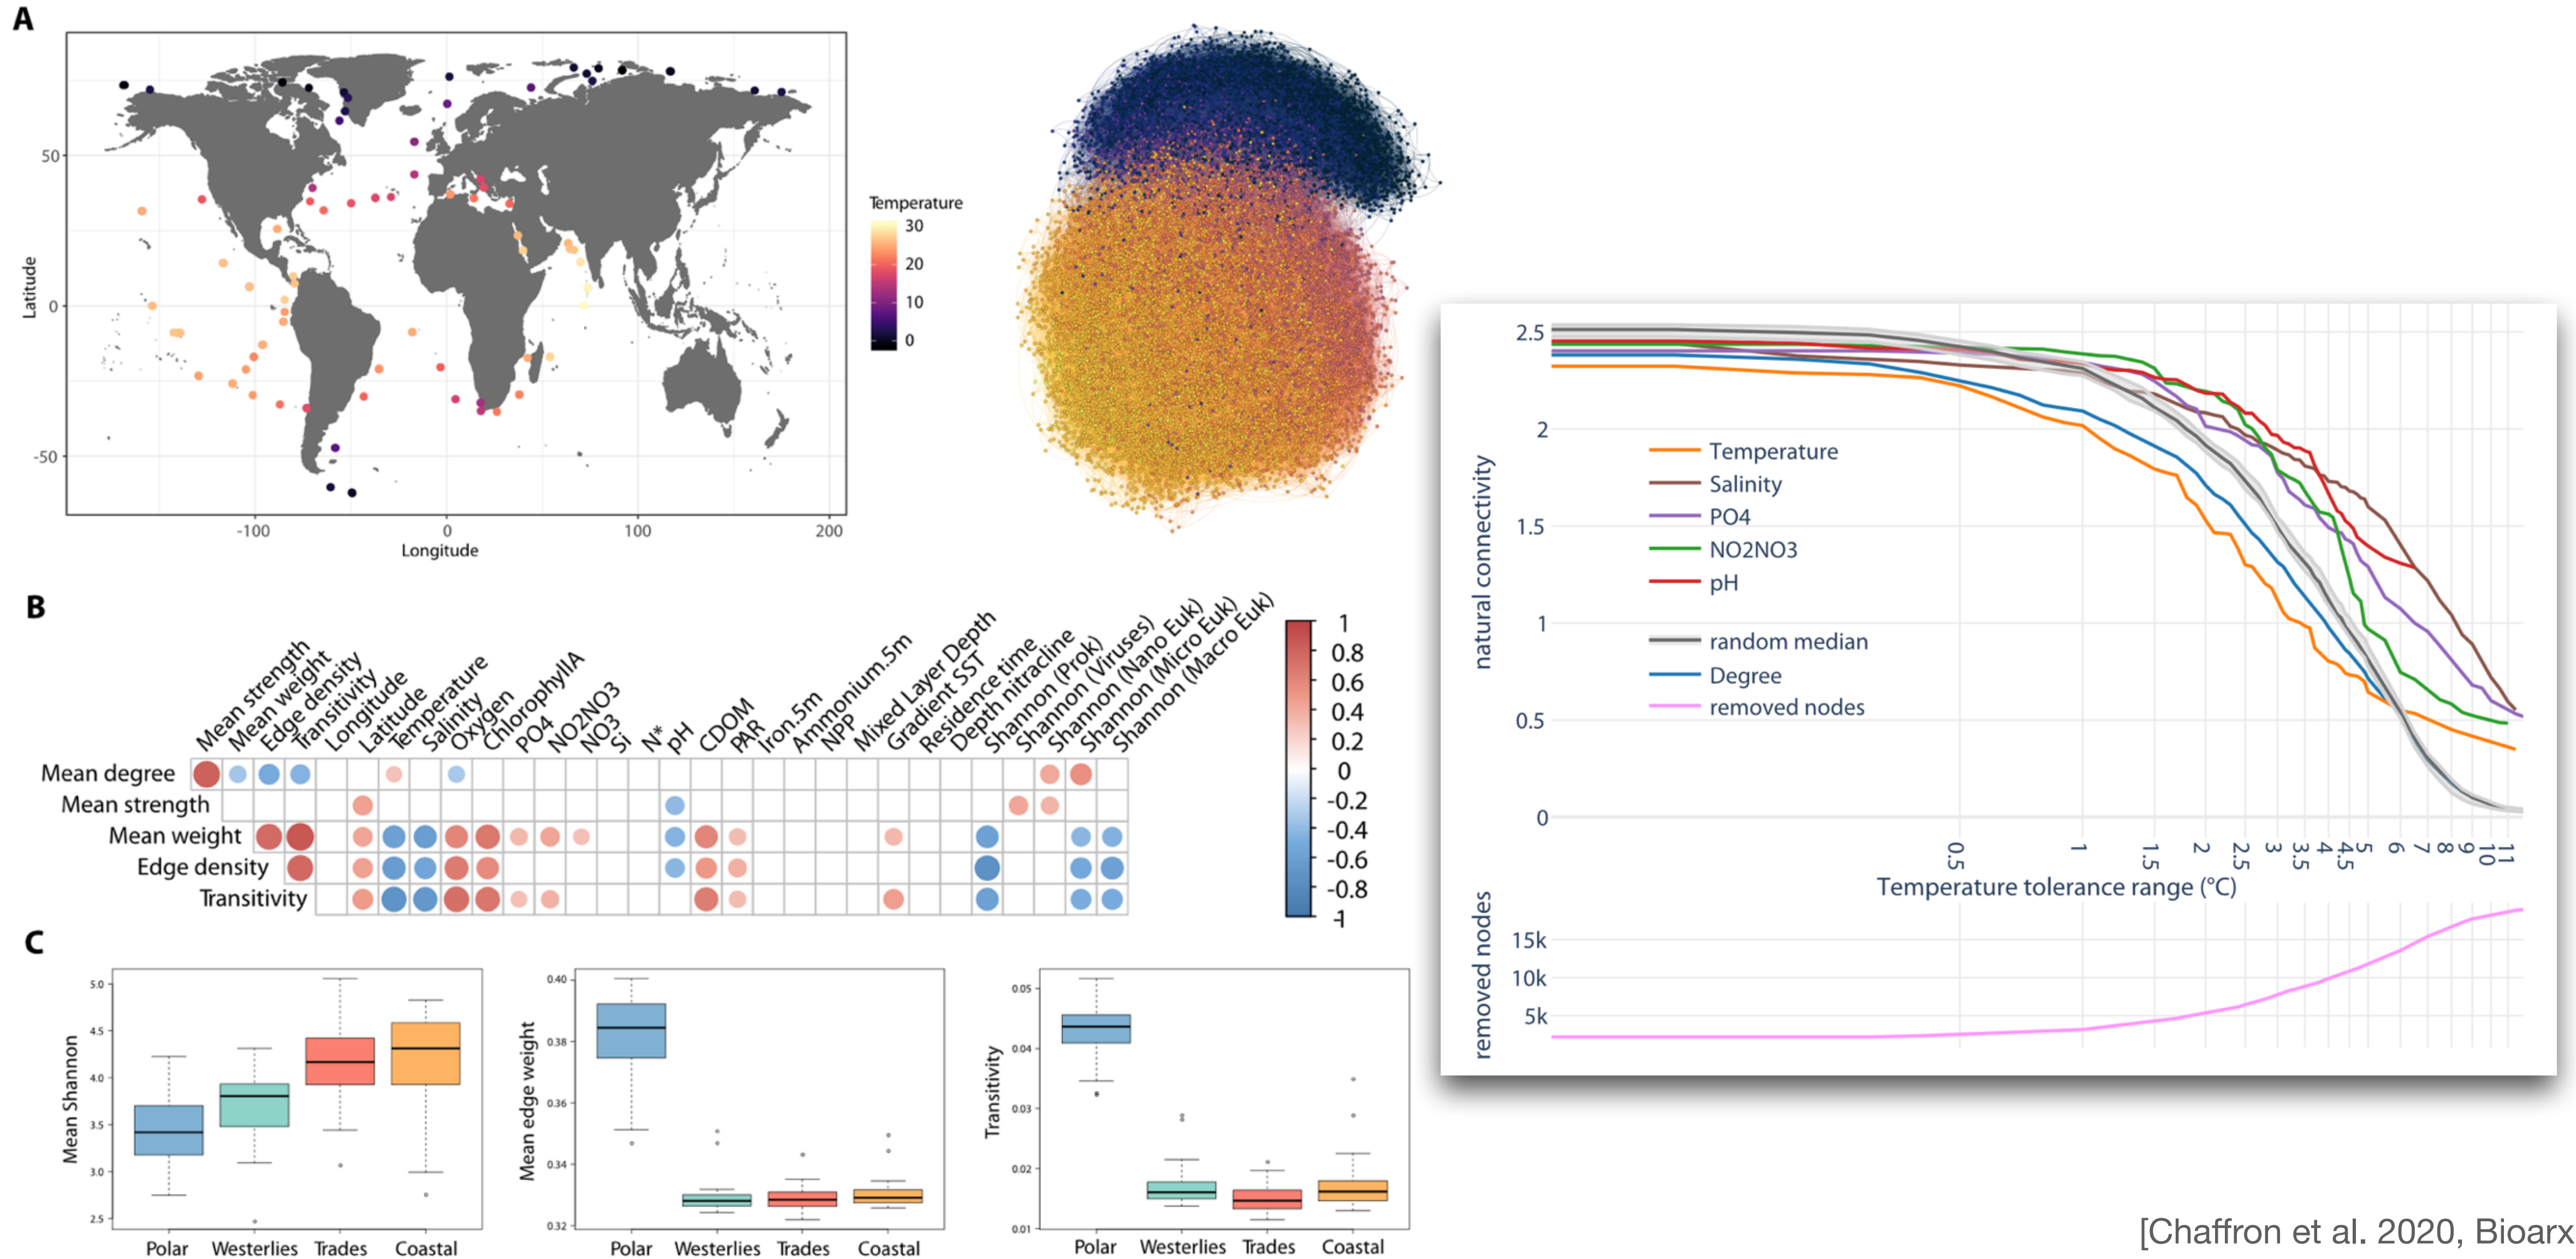 A
50
0
-50
Latitude
-100
0
100
200
Longitude
Temperature
30
20
10
0
B
Mean strength
Mean weight
Edge density
Transitivity
Longitude
Latitude
Temperature
Salinity
Oxygen
ChlorophyllA
PO4
NO2NO3
NO3
Si
N*
pH
CDOM
PAR
Iron.5m
Ammonium.5m
NPP
Mixed Layer Depth
Gradient SST
Residence time
Depth nitracline
Shannon (Prok)
Shannon (Viruses)
Shannon (Nano Euk)
Shannon (Micro Euk)
Shannon (Macro Euk)
Mean degree
Mean strength
Mean weight
Edge density
Transitivity
1
0.8
0.6
0.4
0.2
0
-0.2
-0.4
-0.6
-0.8
-1
C
Mean Shannon
5.0
4.5
4.0
3.5
3.0
2.5
Polar Westerlies Trades Coastal
Mean edge weight
0.40
0.38
0.36
0.34
0.32
Polar Westerlies Trades Coastal
Transitivity
0.05
0.04
0.03
0.02
0.01
Polar Westerlies Trades Coastal
natural connectivity
2.5
2
1.5
1
0.5
0
Temperature
Salinity
PO4
NO2NO3
pH
random median
Degree
removed nodes
0.5 1 1.5 2 2.5 3 3.5 4 4.5 5 6 7 8 9 10 11
Temperature tolerance range (°C)
removed nodes
15k
10k
5k
[Chaffron et al. 2020, Bioarx